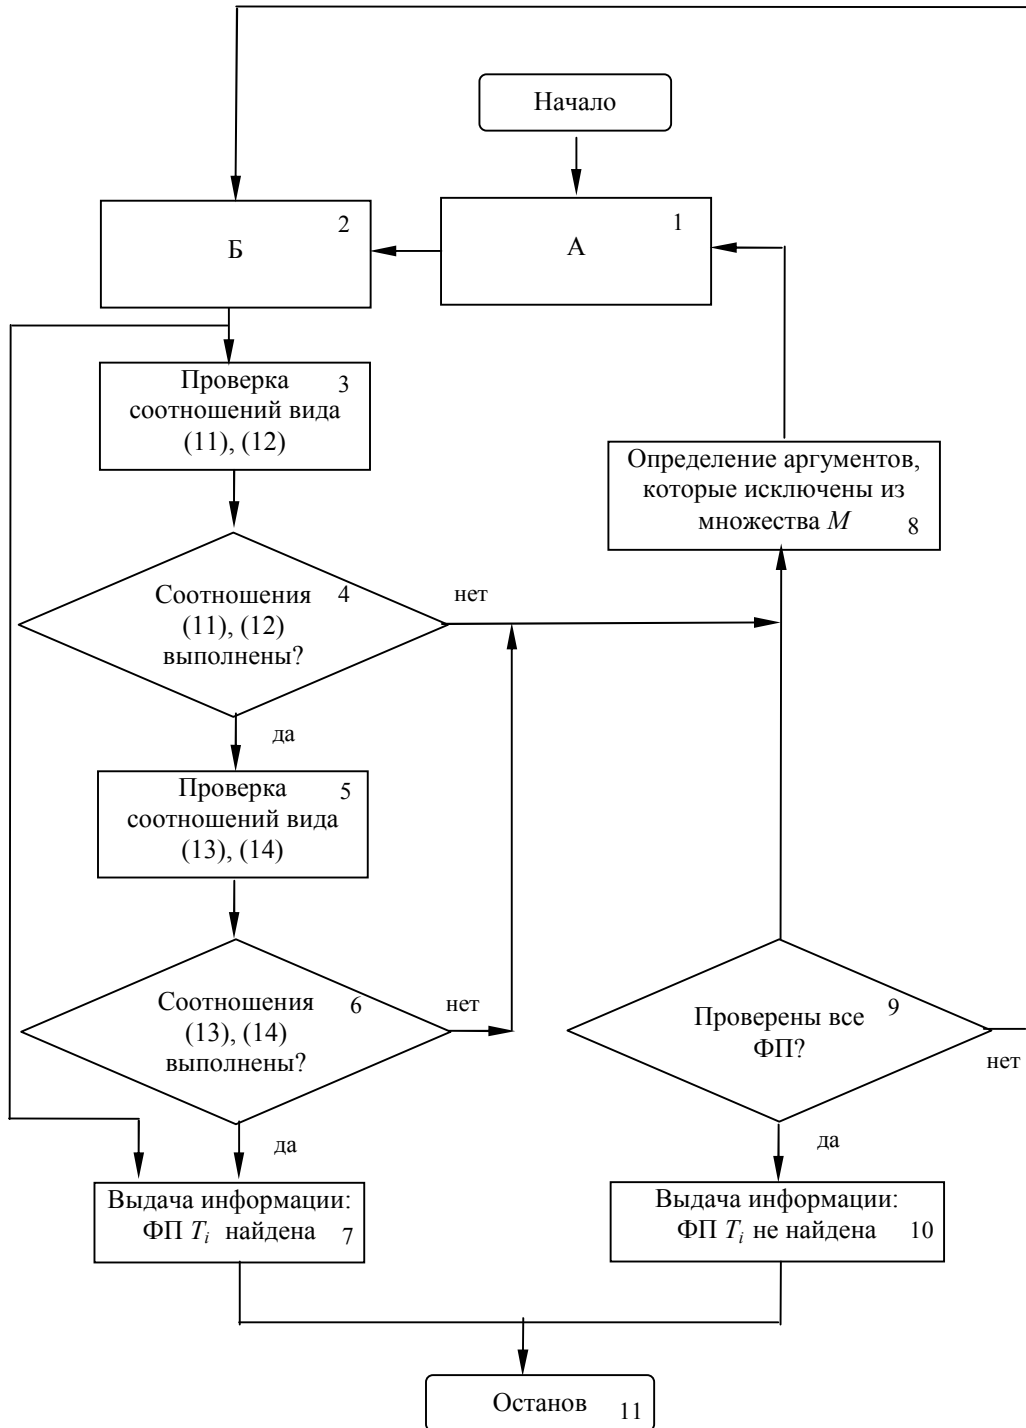 Начало
1
А
2
Б
Проверка 3
соотношений вида
(11), (12)
Определение аргументов,
которые исключены из
множества M 8
Соотношения 4
(11), (12)
выполнены?
нет
да
Проверка 5
соотношений вида
(13), (14)
Соотношения 6
(13), (14)
выполнены?
нет
да
Проверены все 9
ФП?
нет
да
Выдача информации:
ФП Ti найдена 7
Выдача информации:
ФП Ti не найдена 10
Останов 11